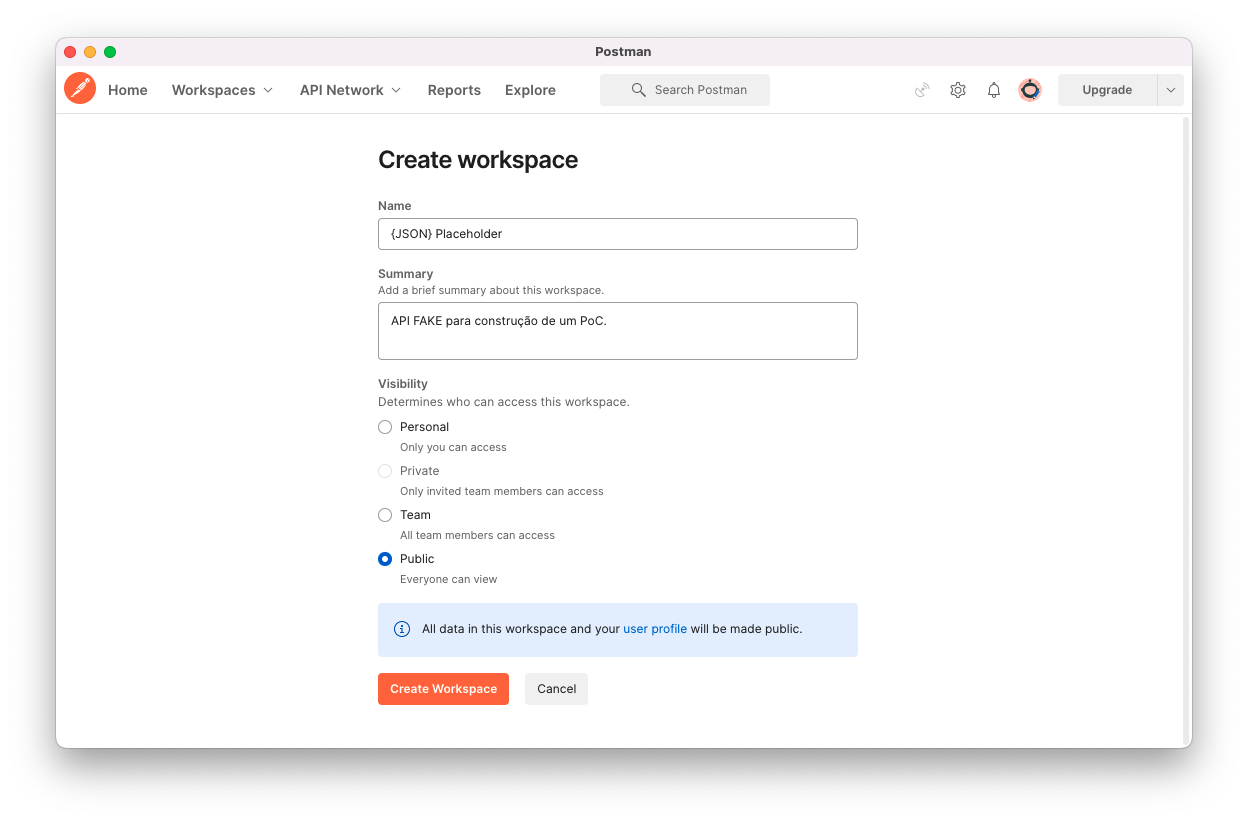 Postman
Home Workspaces API Network Reports Explore Search Postman Upgrade
Create workspace
Name
{JSON} Placeholder
Summary
Add a brief summary about this workspace.
API FAKE para construção de um PoC.
Visibility
Determines who can access this workspace.
Personal
Only you can access
Private
Only invited team members can access
Team
All team members can access
Public
Everyone can view
All data in this workspace and your user profile will be made public.
Create Workspace Cancel